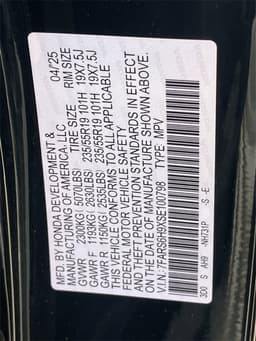 MFD. BY HONDA DEVELOPMENT & 04/25
MANUFACTURING OF AMERICA, LLC
TIRE SIZE RIM SIZE
GVWR 2300KG ( 5070LBS)
GAWR F 1193KG ( 2630LBS) 235/55R19 101H 19X7.5J
GAWR R 1150KG ( 2535LBS) 235/55R19 101H 19X7.5J
THIS VEHICLE CONFORMS TO ALL APPLICABLE
FEDERAL MOTOR VEHICLE SAFETY
AND THEFT PREVENTION STANDARDS IN EFFECT
ON THE DATE OF MANUFACTURE SHOWN ABOVE.
V.I.N.: 7FARS6H9XSE100798 TYPE: MPV
3D0 S AH9 -NH731P -S -E